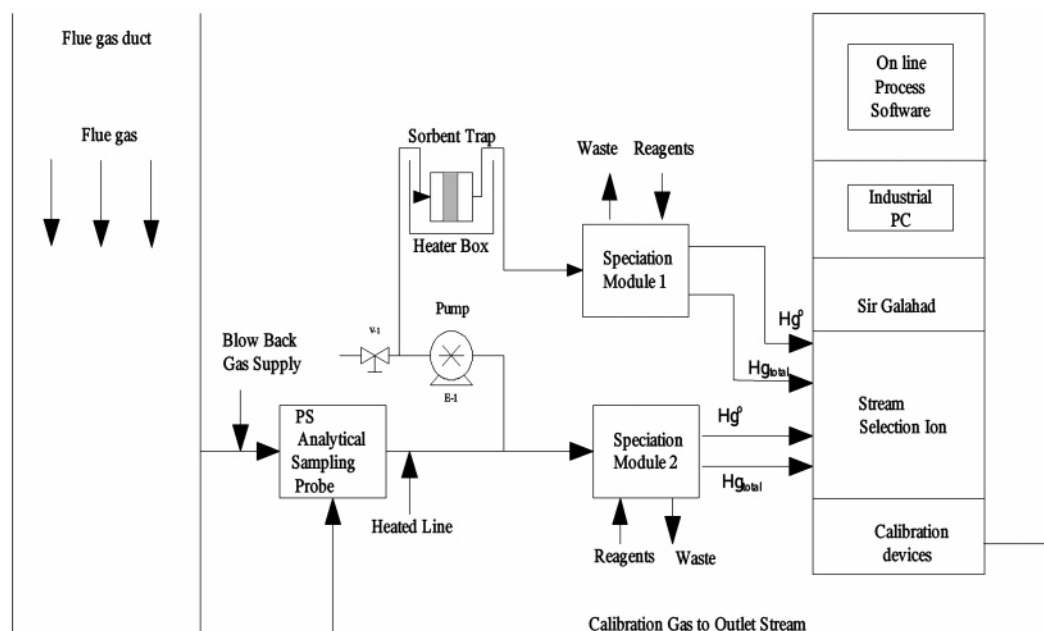 Flue gas duct
Flue gas
Blow Back
Gas Supply
PS
Analytical
Sampling
Probe
Heated Line
Sorbent Trap
Heater Box
V-1
Pump
E-1
Waste
Reagents
Speciation
Module 1
Hg⁰
Hgtotal
Speciation
Module 2
Hg⁰
Hgtotal
Reagents
Waste
On line
Process
Software
Industrial
PC
Sir Galahad
Stream
Selection Ion
Calibration
devices
Calibration Gas to Outlet Stream